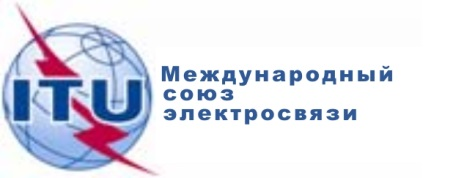 ITU
Международный
союз
электросвязи